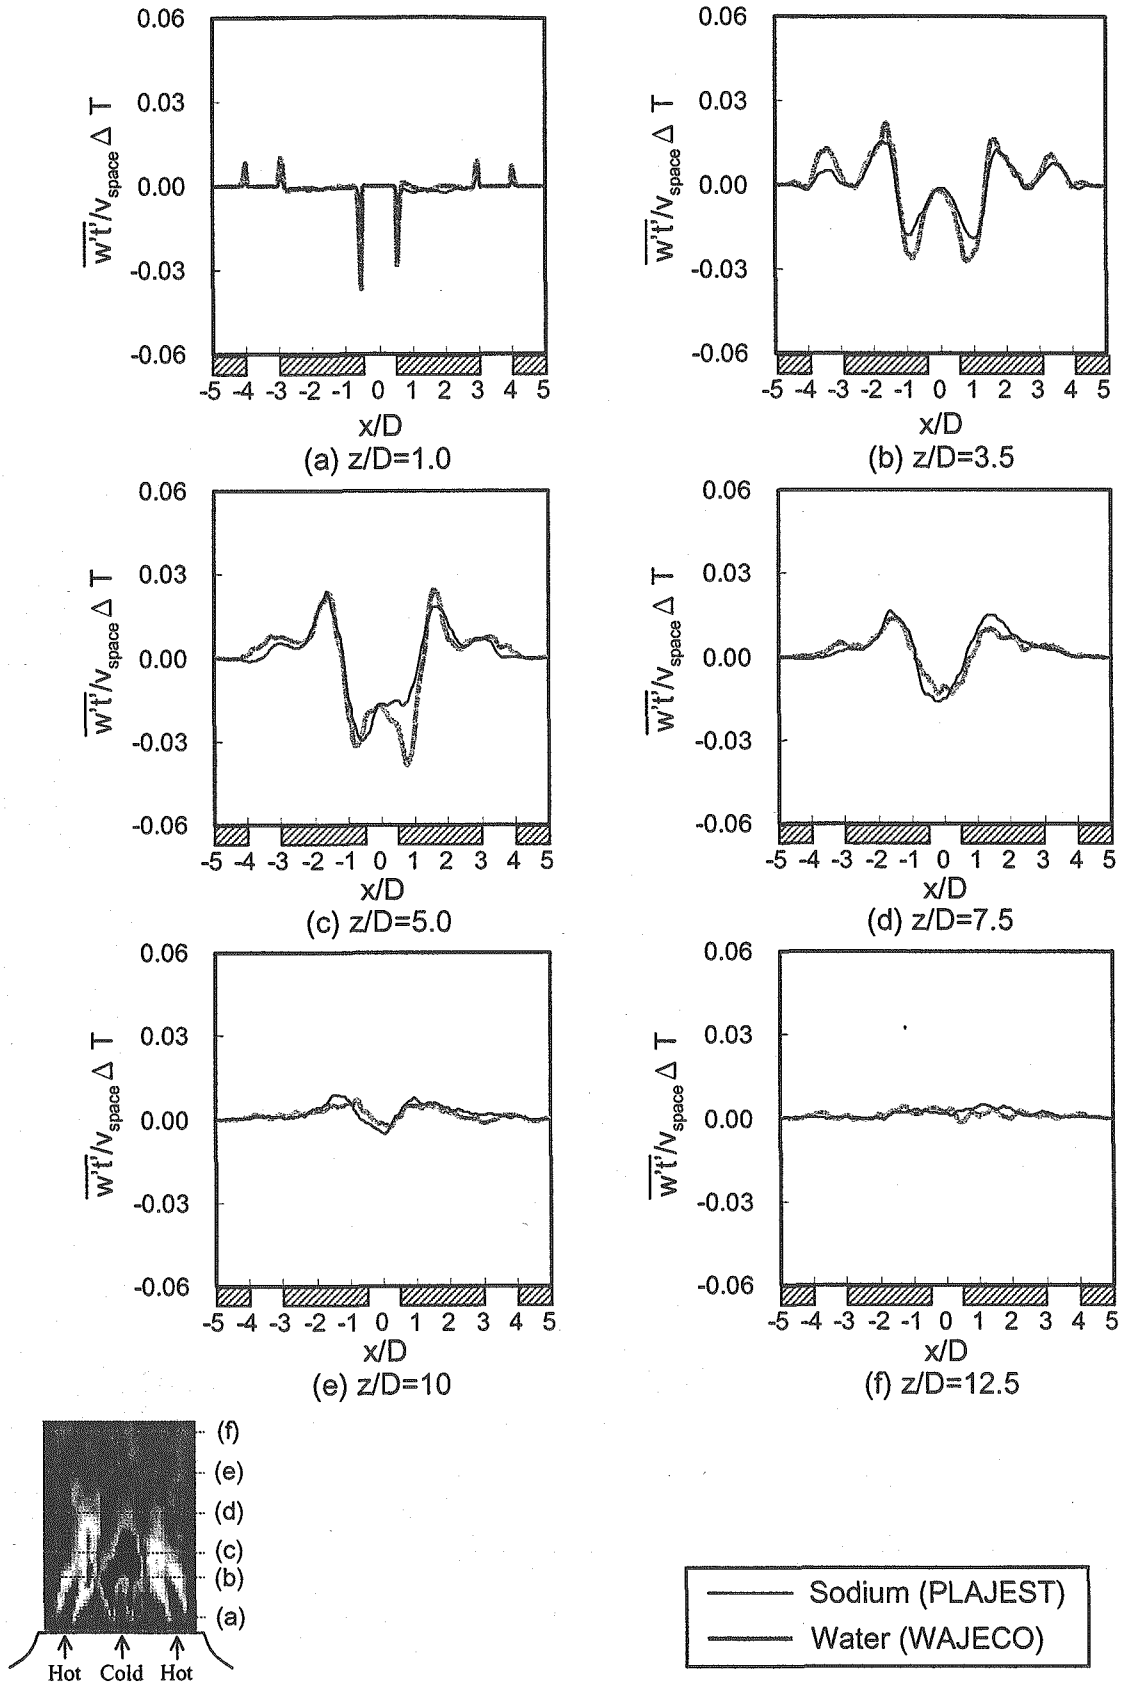 0.06
0.03
0.00
-0.03
-0.06
w't'/v_space Δ T
-5 -4 -3 -2 -1 0 1 2 3 4 5
x/D
(a) z/D=1.0
0.06
0.03
0.00
-0.03
-0.06
w't'/v_space Δ T
-5 -4 -3 -2 -1 0 1 2 3 4 5
x/D
(b) z/D=3.5
0.06
0.03
0.00
-0.03
-0.06
w't'/v_space Δ T
-5 -4 -3 -2 -1 0 1 2 3 4 5
x/D
(c) z/D=5.0
0.06
0.03
0.00
-0.03
-0.06
w't'/v_space Δ T
-5 -4 -3 -2 -1 0 1 2 3 4 5
x/D
(d) z/D=7.5
0.06
0.03
0.00
-0.03
-0.06
w't'/v_space Δ T
-5 -4 -3 -2 -1 0 1 2 3 4 5
x/D
(e) z/D=10
0.06
0.03
0.00
-0.03
-0.06
w't'/v_space Δ T
-5 -4 -3 -2 -1 0 1 2 3 4 5
x/D
(f) z/D=12.5
(f)
(e)
(d)
(c)
(b)
(a)
Hot Cold Hot
Sodium (PLAJEST)
Water (WAJECO)